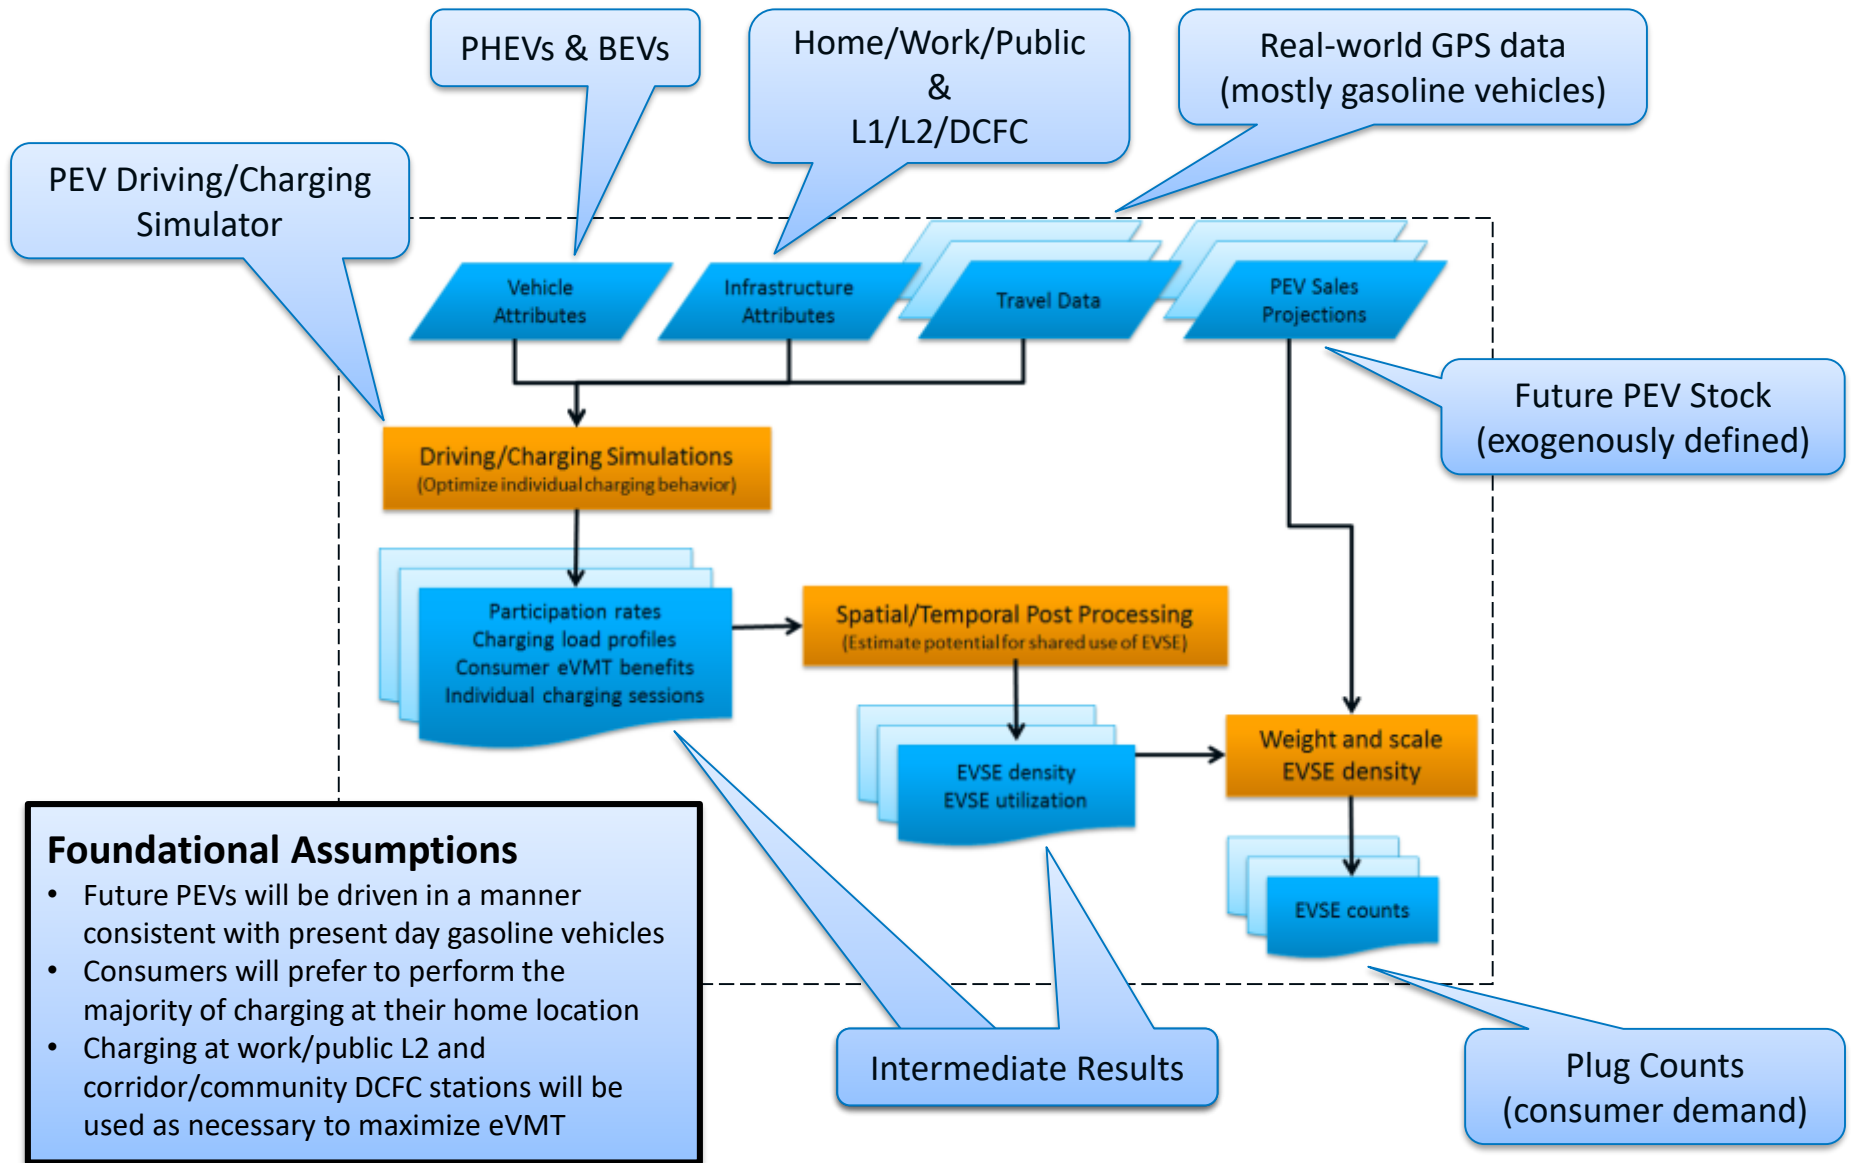 PHEVs & BEVs
Home/Work/Public
&
L1/L2/DCFC
Real-world GPS data
(mostly gasoline vehicles)
PEV Driving/Charging
Simulator
Vehicle
Attributes
Infrastructure
Attributes
Travel Data
PEV Sales
Projections
Future PEV Stock
(exogenously defined)
Driving/Charging Simulations
(Optimize individual charging behavior)
Participation rates
Charging load profiles
Consumer eVMT benefits
Individual charging sessions
Spatial/Temporal Post Processing
(Estimate potential for shared use of EVSE)
EVSE density
EVSE utilization
Weight and scale
EVSE density
EVSE counts
Foundational Assumptions
• Future PEVs will be driven in a manner
consistent with present day gasoline vehicles
• Consumers will prefer to perform the
majority of charging at their home location
• Charging at work/public L2 and
corridor/community DCFC stations will be
used as necessary to maximize eVMT
Intermediate Results
Plug Counts
(consumer demand)